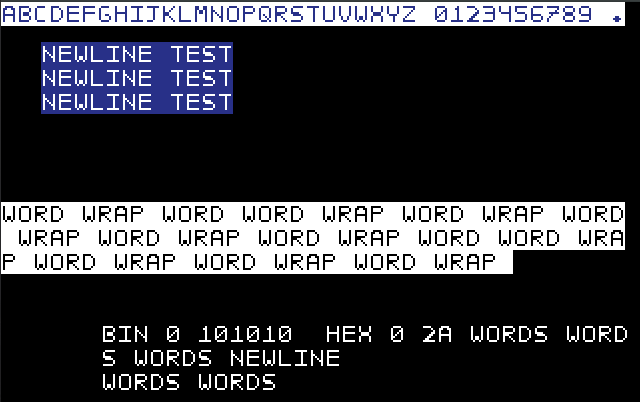 ABCDEFGHIJKLMNOPQRSTUVWXYZ 0123456789 .
NEWLINE TEST
NEWLINE TEST
NEWLINE TEST
WORD WRAP WORD WORD WRAP WORD WRAP WORD
WRAP WORD WRAP WORD WRAP WORD WORD WRA
P WORD WRAP WORD WRAP WORD WRAP
BIN 0 101010  HEX 0 2A WORDS WORD
S WORDS NEWLINE
WORDS WORDS